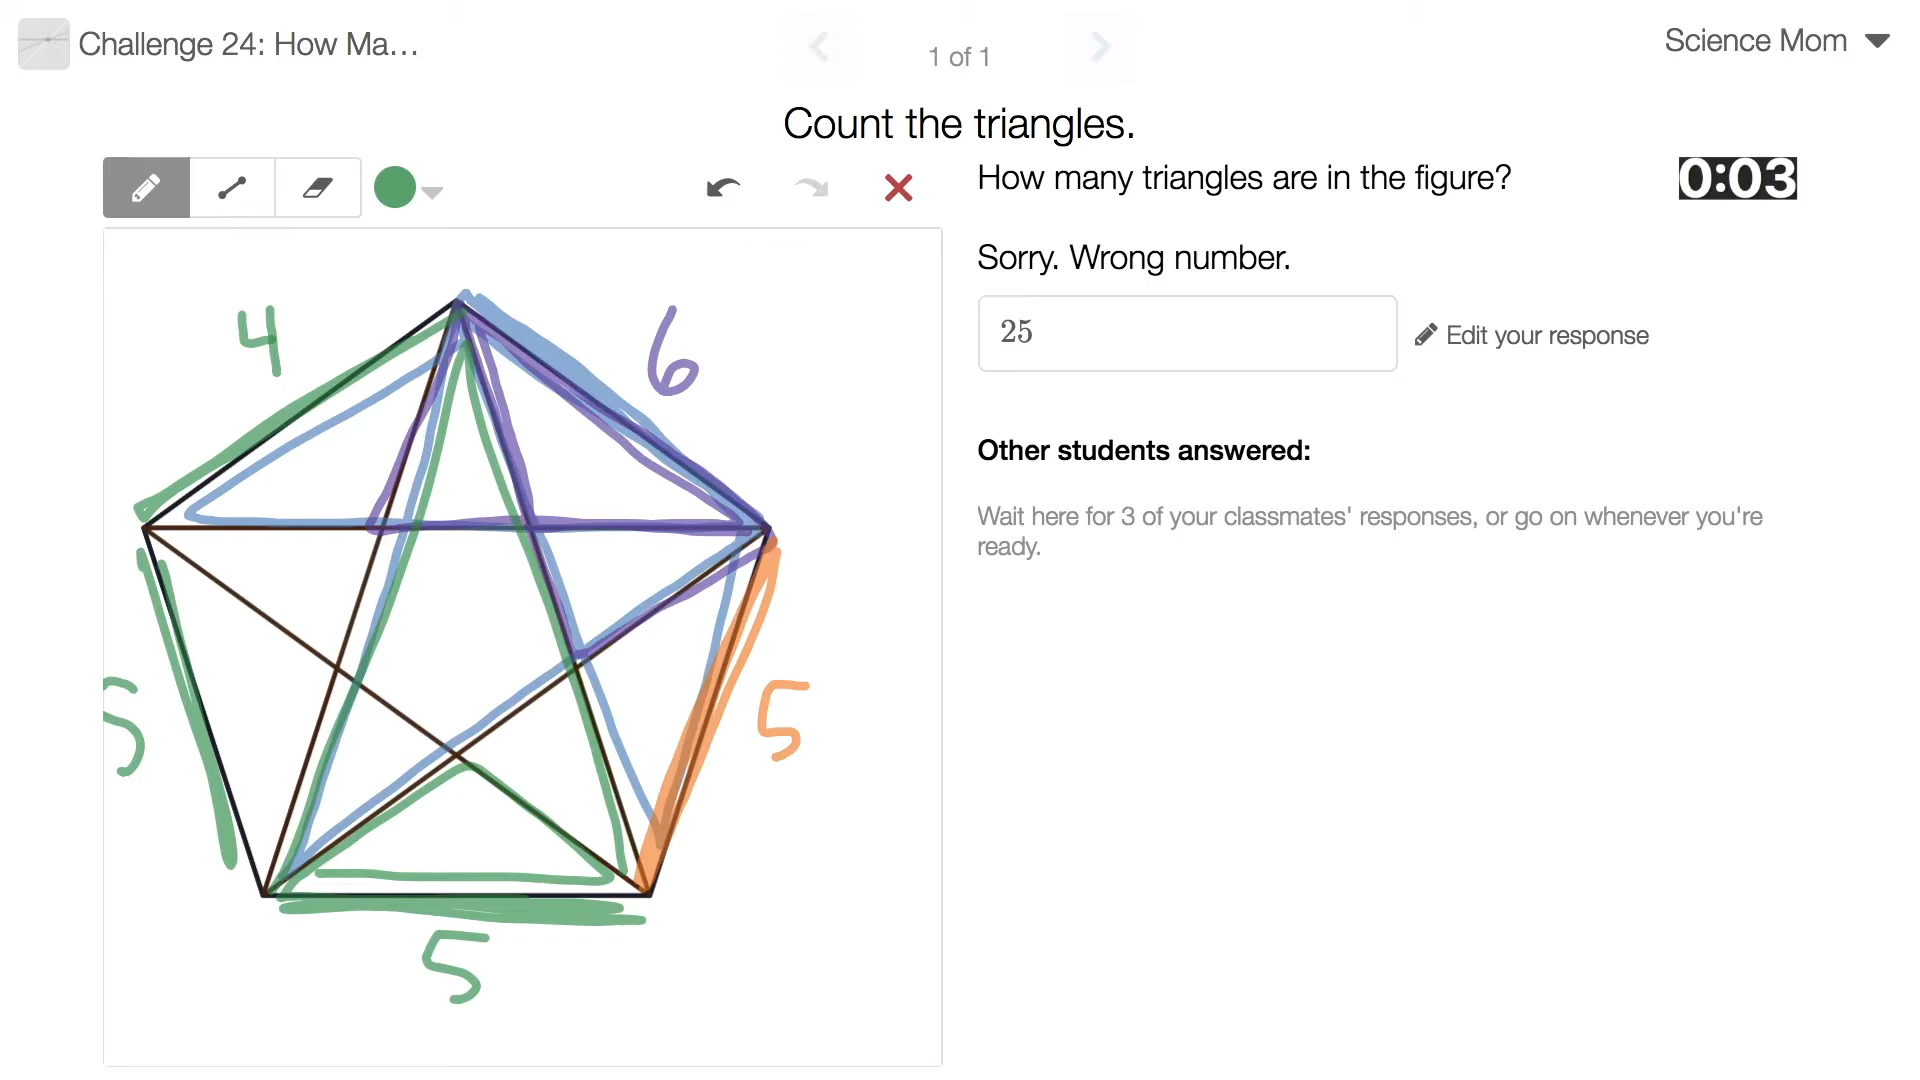 Challenge 24: How Ma...
1 of 1
Science Mom
Count the triangles.
How many triangles are in the figure?
0:03
Sorry. Wrong number.
25
Edit your response
Other students answered:
Wait here for 3 of your classmates' responses, or go on whenever you're
ready.
4
6
5
5
5